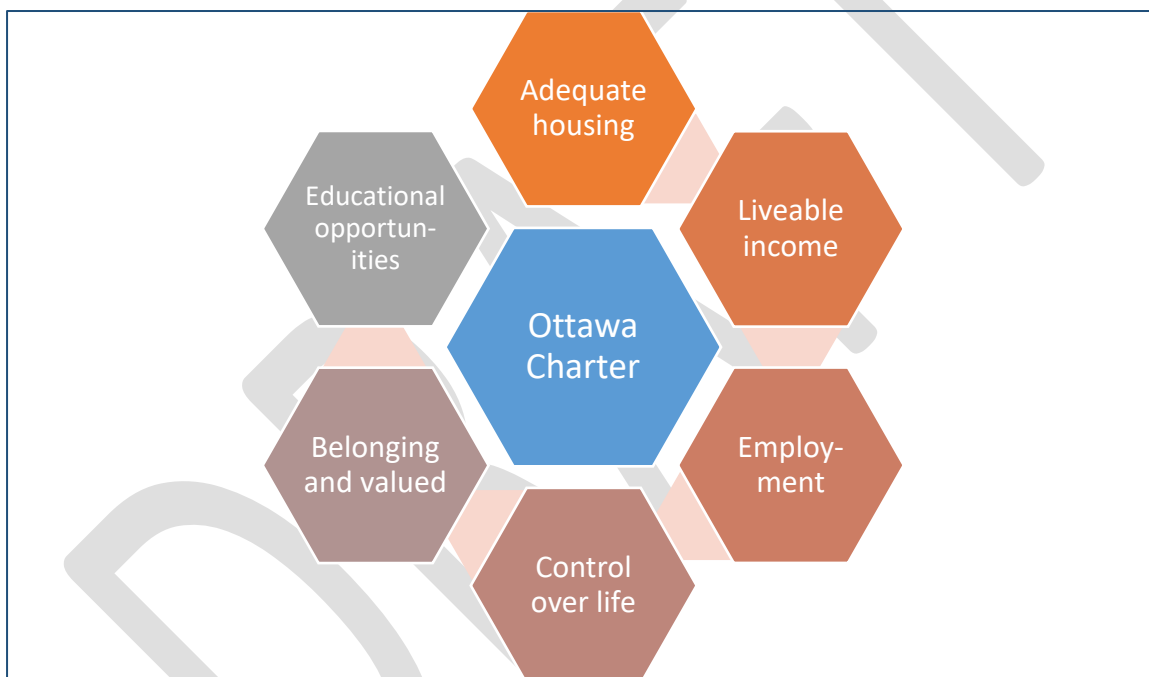 Adequate
housing
Liveable
income
Employ-
ment
Control
over life
Belonging
and valued
Educational
opportun-
ities
Ottawa
Charter